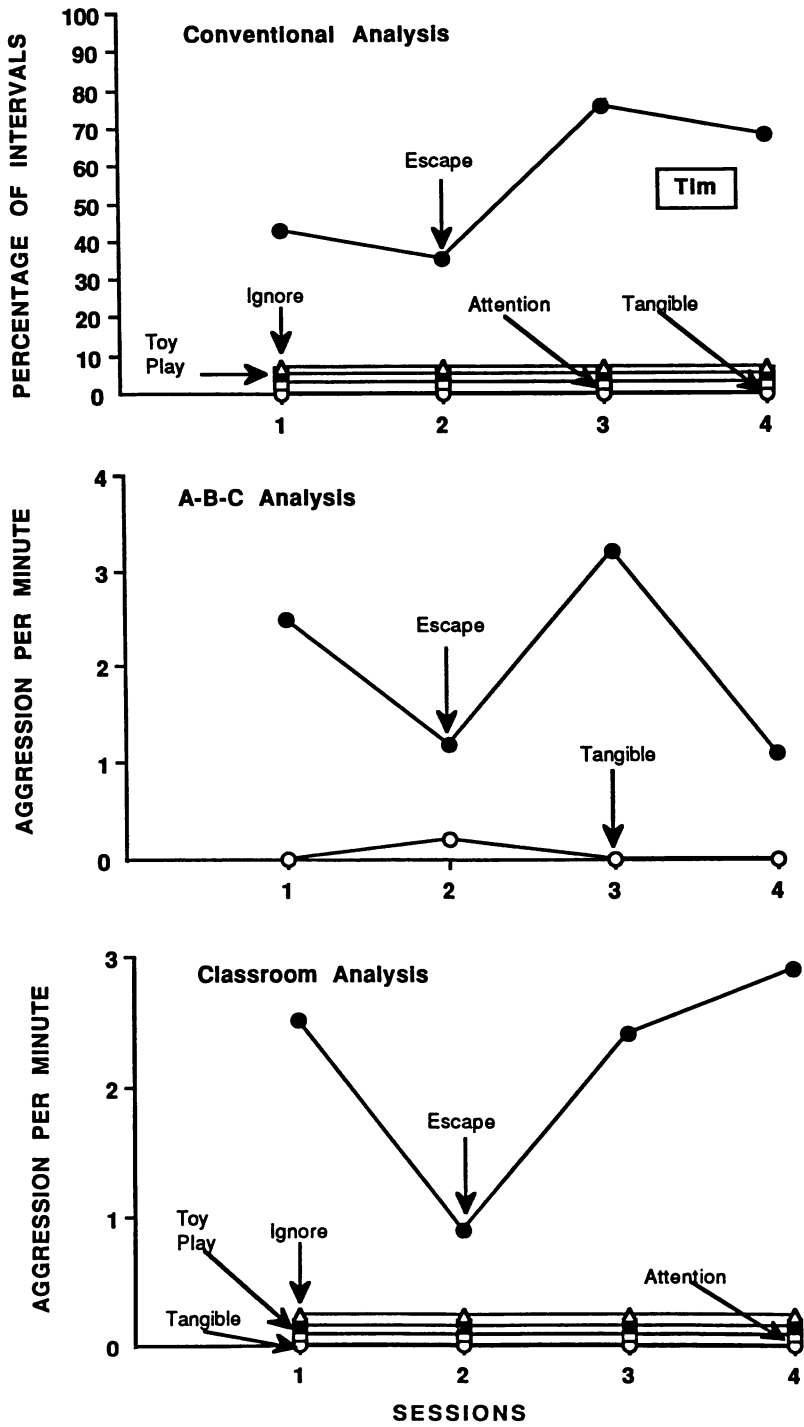 Conventional Analysis
PERCENTAGE OF INTERVALS
100
90
80
70
60
50
40
30
20
10
0
Escape
Tim
Ignore
Attention
Tangible
Toy
Play
1 2 3 4
A-B-C Analysis
AGGRESSION PER MINUTE
4
3
2
1
0
Escape
Tangible
1 2 3 4
Classroom Analysis
AGGRESSION PER MINUTE
3
2
1
0
Escape
Toy
Play
Ignore
Attention
Tangible
1 2 3 4
SESSIONS